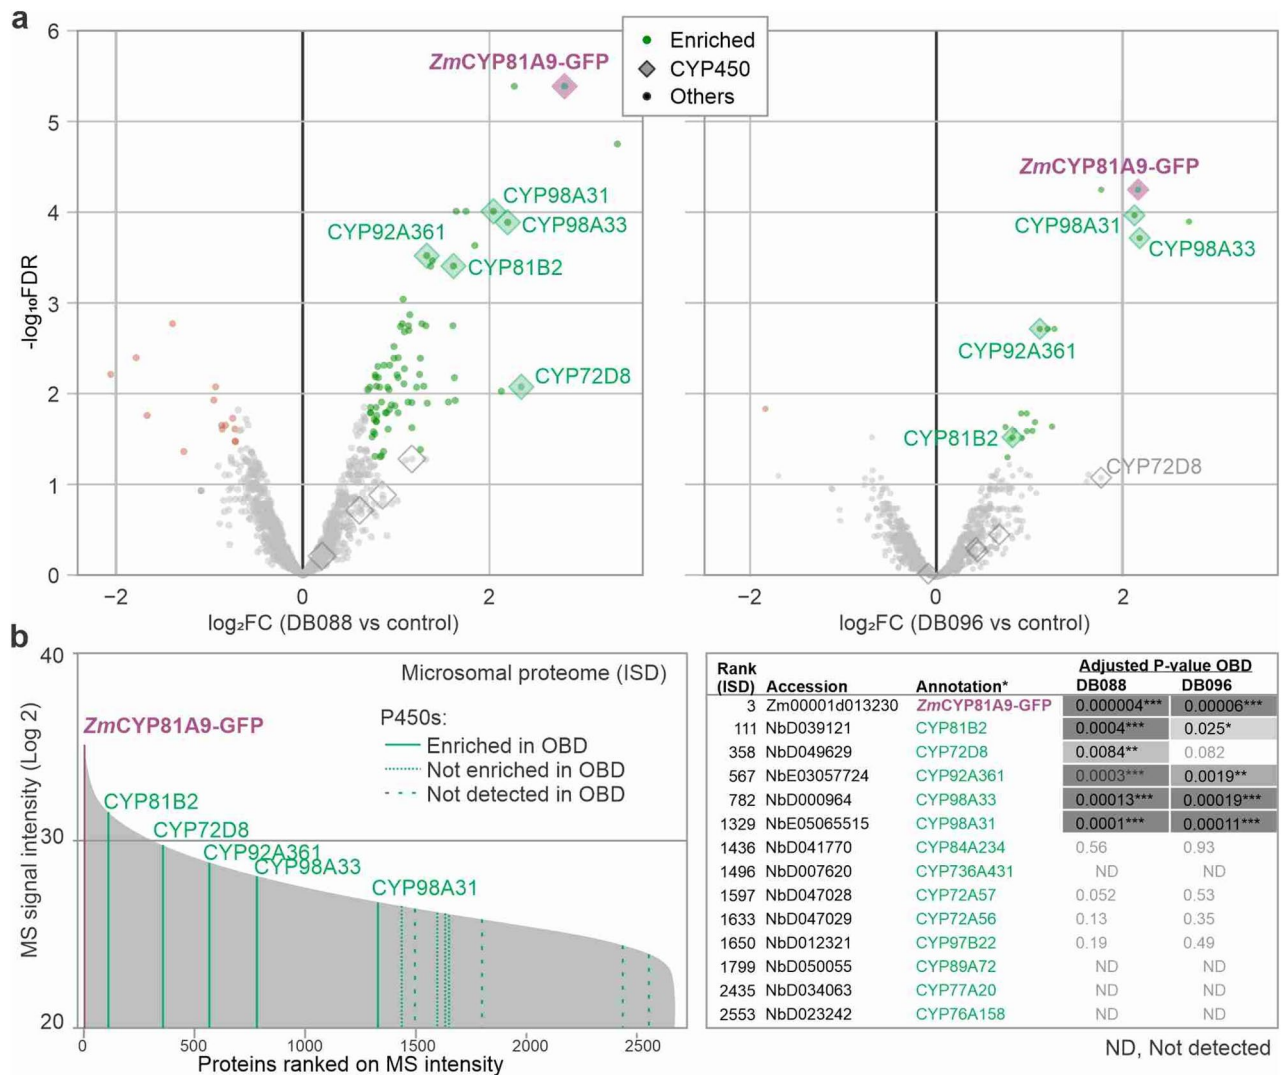 a
6
5
4
3
2
1
0
-log₁₀FDR
ZmCYP81A9-GFP
CYP98A31
CYP98A33
CYP92A361
CYP81B2
CYP72D8
−2
0
2
log₂FC (DB088 vs control)
Enriched
CYP450
Others
ZmCYP81A9-GFP
CYP98A31
CYP98A33
CYP92A361
CYP81B2
CYP72D8
−2
0
2
log₂FC (DB096 vs control)
b
40
30
20
MS signal intensity (Log 2)
Microsomal proteome (ISD)
ZmCYP81A9-GFP
P450s:
Enriched in OBD
Not enriched in OBD
Not detected in OBD
CYP81B2
CYP72D8
CYP92A361
CYP98A33
CYP98A31
0
500
1000
1500
2000
2500
Proteins ranked on MS intensity
Rank Adjusted P-value OBD
(ISD) Accession Annotation* DB088 DB096
3 Zm00001d013230 ZmCYP81A9-GFP 0.000004*** 0.00006***
111 NbD039121 CYP81B2 0.0004*** 0.025*
358 NbD049629 CYP72D8 0.0084** 0.082
567 NbE03057724 CYP92A361 0.0003*** 0.0019**
782 NbD000964 CYP98A33 0.00013*** 0.00019***
1329 NbE05065515 CYP98A31 0.0001*** 0.00011***
1436 NbD041770 CYP84A234 0.56 0.93
1496 NbD007620 CYP736A431 ND ND
1597 NbD047028 CYP72A57 0.052 0.53
1633 NbD047029 CYP72A56 0.13 0.35
1650 NbD012321 CYP97B22 0.19 0.49
1799 NbD050055 CYP89A72 ND ND
2435 NbD034063 CYP77A20 ND ND
2553 NbD023242 CYP76A158 ND ND
ND, Not detected